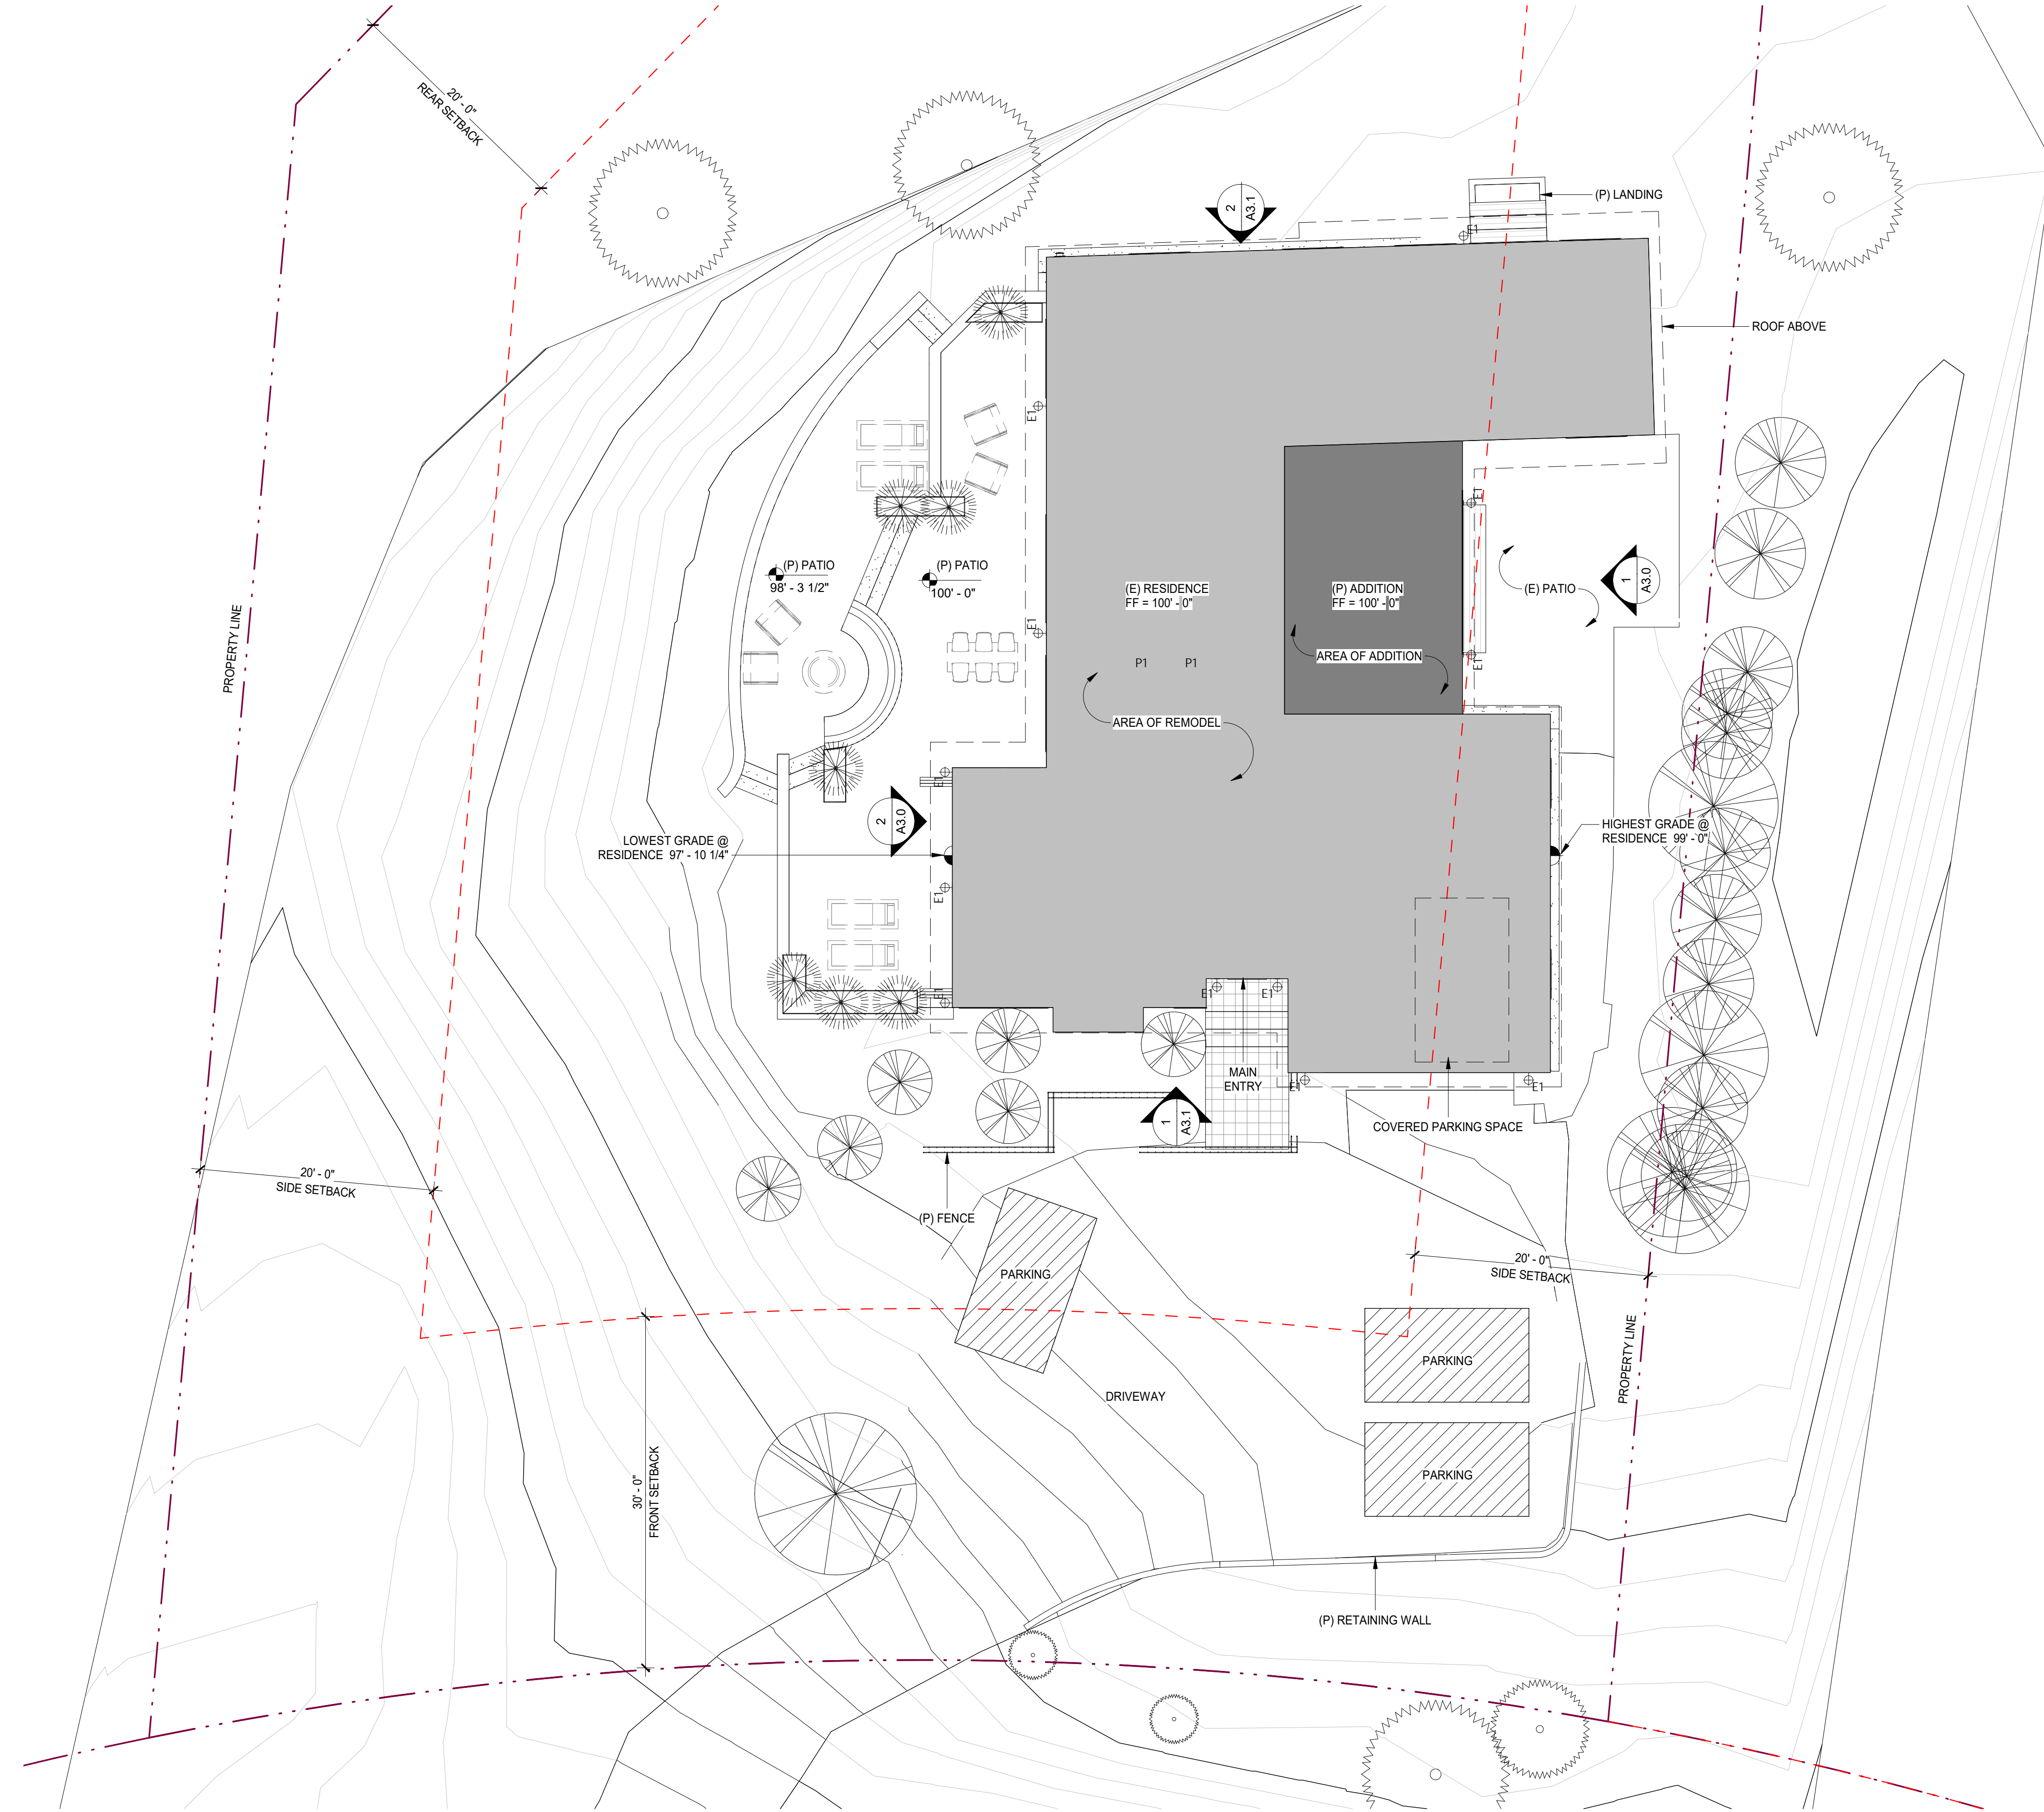 20' - 0"
REAR SETBACK
2
A3.1
E1
(P) LANDING
ROOF ABOVE
E1
E1
(P) PATIO
98' - 3 1/2"
(P) PATIO
100' - 0"
(E) RESIDENCE
FF = 100' - 0"
(P) ADDITION
FF = 100' - 0"
(E) PATIO
1
A3.0
PROPERTY LINE
E1
AREA OF ADDITION
E1
P1
P1
AREA OF REMODEL
E1
2
A3.0
LOWEST GRADE @
RESIDENCE 97' - 10 1/4"
HIGHEST GRADE @
RESIDENCE 99' - 0"
E1
E1
E1
E1
MAIN
ENTRY
E1
E1
1
A3.1
COVERED PARKING SPACE
20' - 0"
SIDE SETBACK
(P) FENCE
20' - 0"
SIDE SETBACK
PARKING
PARKING
PROPERTY LINE
DRIVEWAY
PARKING
30' - 0"
FRONT SETBACK
(P) RETAINING WALL